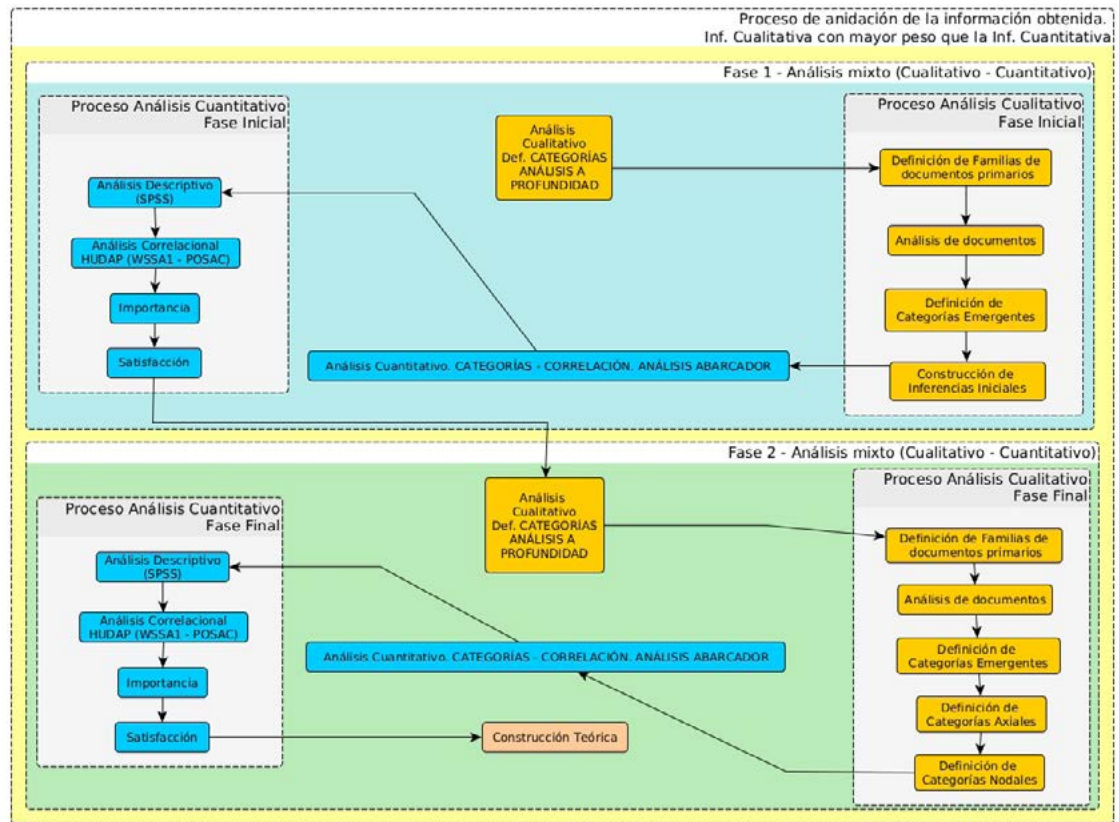 Proceso de anidación de la información obtenida.
Inf. Cualitativa con mayor peso que la Inf. Cuantitativa
Fase 1 - Análisis mixto (Cualitativo - Cuantitativo)
Proceso Análisis Cuantitativo
Fase Inicial
Análisis Descriptivo
(SPSS)
Análisis Correlacional
HUDAP (WSSA1 - POSAC)
Importancia
Satisfacción
Análisis
Cualitativo
Def. CATEGORÍAS
ANÁLISIS A
PROFUNDIDAD
Análisis Cuantitativo. CATEGORÍAS - CORRELACIÓN. ANÁLISIS ABARCADOR
Proceso Análisis Cualitativo
Fase Inicial
Definición de Familias de
documentos primarios
Análisis de documentos
Definición de
Categorías Emergentes
Construcción de
Inferencias Iniciales
Fase 2 - Análisis mixto (Cualitativo - Cuantitativo)
Proceso Análisis Cuantitativo
Fase Final
Análisis Descriptivo
(SPSS)
Análisis Correlacional
HUDAP (WSSA1 - POSAC)
Importancia
Satisfacción
Análisis
Cualitativo
Def. CATEGORÍAS
ANÁLISIS A
PROFUNDIDAD
Análisis Cuantitativo. CATEGORÍAS - CORRELACIÓN. ANÁLISIS ABARCADOR
Construcción Teórica
Proceso Análisis Cualitativo
Fase Final
Definición de Familias de
documentos primarios
Análisis de documentos
Definición de
Categorías Emergentes
Definición de
Categorías Axiales
Definición de
Categorías Nodales